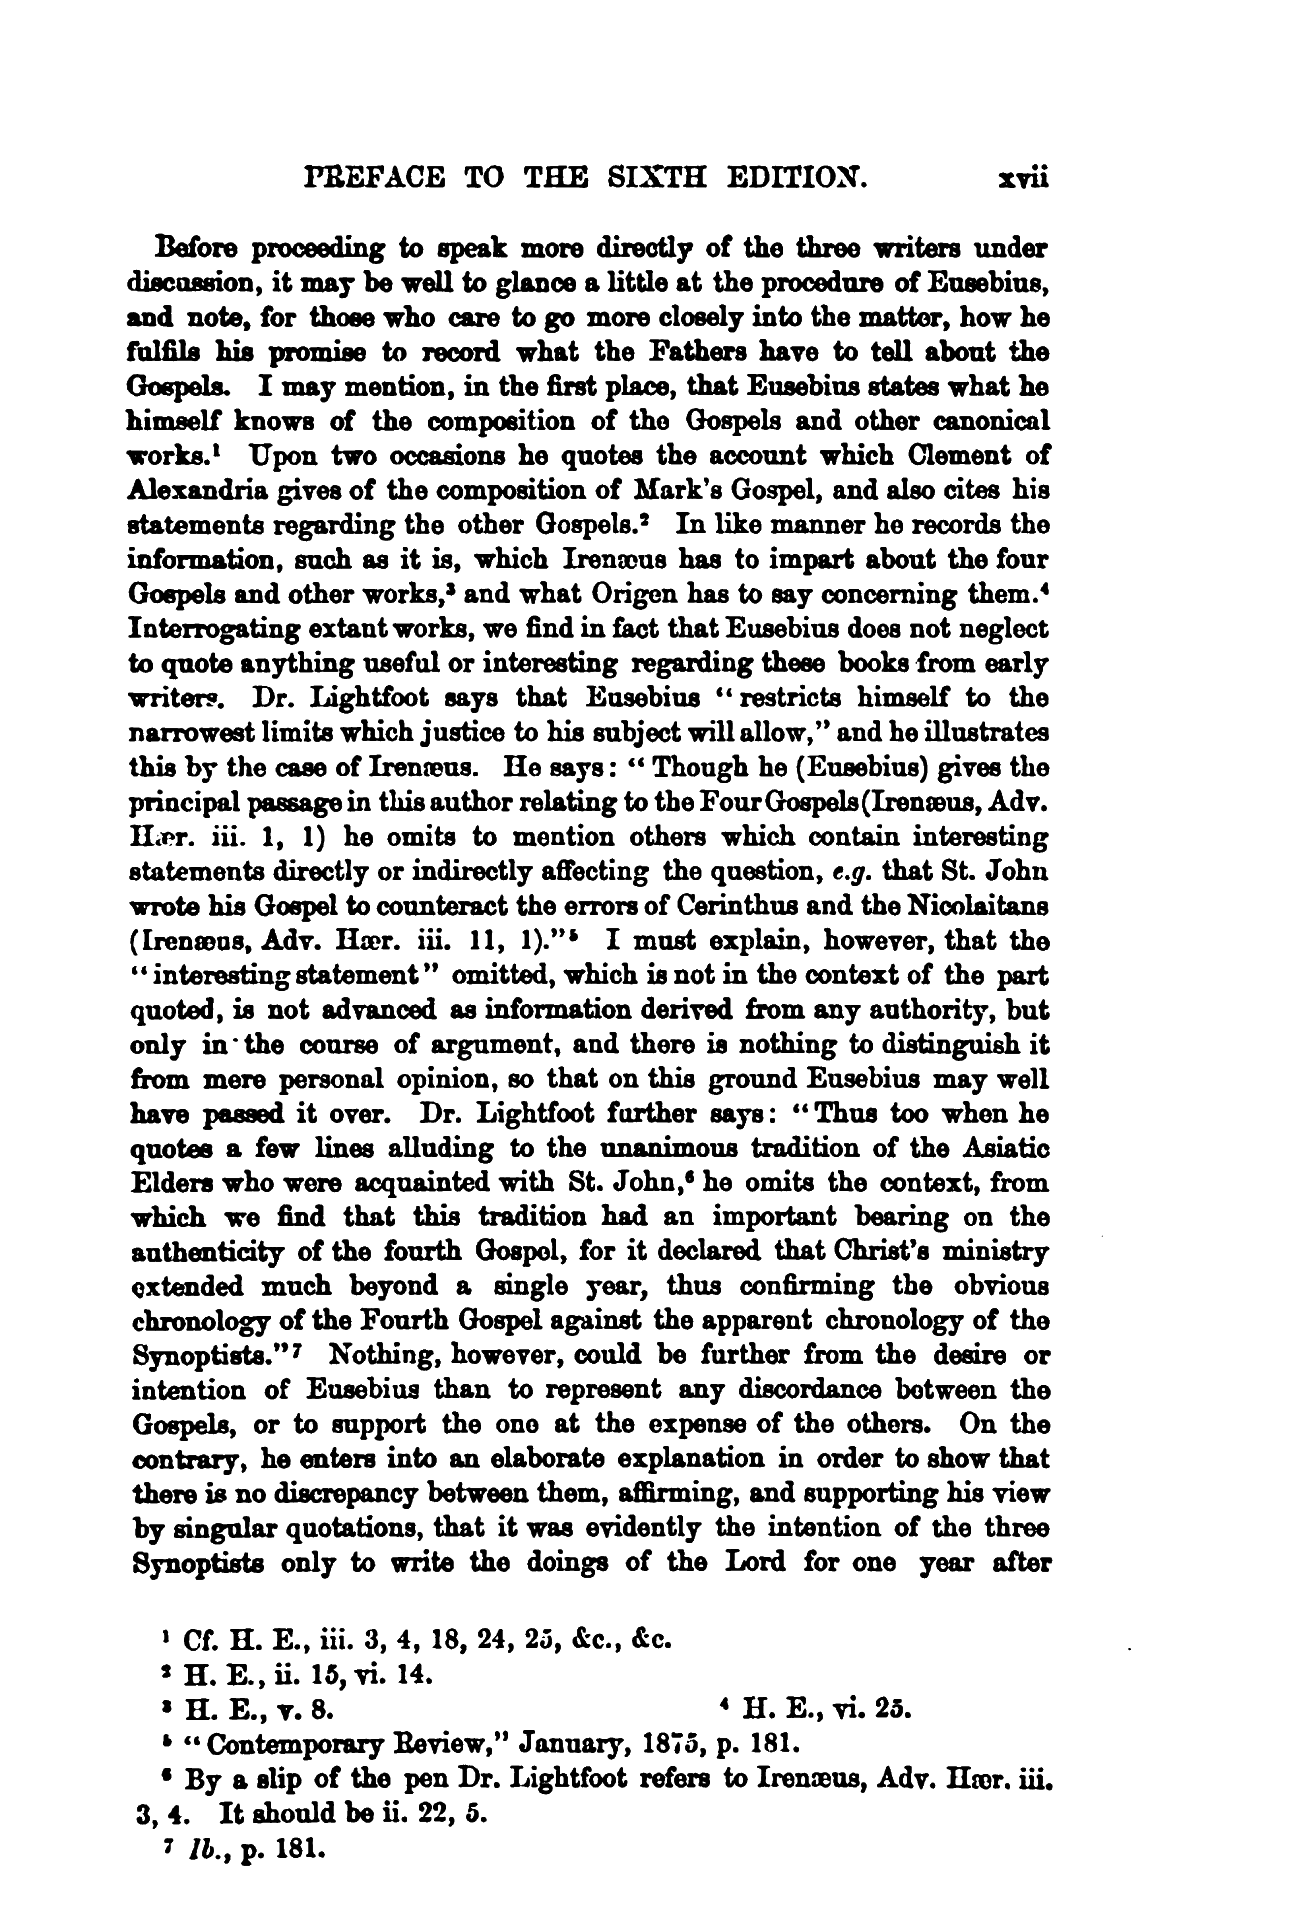 PREFACE TO THE SIXTH EDITION. xvii
Before proceeding to speak more directly of the three writers under
discussion, it may be well to glance a little at the procedure of Eusebius,
and note, for those who care to go more closely into the matter, how he
fulfils his promise to record what the Fathers have to tell about the
Gospels. I may mention, in the first place, that Eusebius states what he
himself knows of the composition of the Gospels and other canonical
works.¹ Upon two occasions he quotes the account which Clement of
Alexandria gives of the composition of Mark's Gospel, and also cites his
statements regarding the other Gospels.² In like manner he records the
information, such as it is, which Irenæus has to impart about the four
Gospels and other works,³ and what Origen has to say concerning them.⁴
Interrogating extant works, we find in fact that Eusebius does not neglect
to quote anything useful or interesting regarding these books from early
writers. Dr. Lightfoot says that Eusebius "restricts himself to the
narrowest limits which justice to his subject will allow," and he illustrates
this by the case of Irenæus. He says: "Though he (Eusebius) gives the
principal passage in this author relating to the Four Gospels (Irenæus, Adv.
Hær. iii. 1, 1) he omits to mention others which contain interesting
statements directly or indirectly affecting the question, e.g. that St. John
wrote his Gospel to counteract the errors of Cerinthus and the Nicolaitans
(Irenæus, Adv. Hær. iii. 11, 1)."⁵ I must explain, however, that the
"interesting statement" omitted, which is not in the context of the part
quoted, is not advanced as information derived from any authority, but
only in the course of argument, and there is nothing to distinguish it
from mere personal opinion, so that on this ground Eusebius may well
have passed it over. Dr. Lightfoot further says: "Thus too when he
quotes a few lines alluding to the unanimous tradition of the Asiatic
Elders who were acquainted with St. John,⁶ he omits the context, from
which we find that this tradition had an important bearing on the
authenticity of the fourth Gospel, for it declared that Christ's ministry
extended much beyond a single year, thus confirming the obvious
chronology of the Fourth Gospel against the apparent chronology of the
Synoptists."⁷ Nothing, however, could be further from the desire or
intention of Eusebius than to represent any discordance between the
Gospels, or to support the one at the expense of the others. On the
contrary, he enters into an elaborate explanation in order to show that
there is no discrepancy between them, affirming, and supporting his view
by singular quotations, that it was evidently the intention of the three
Synoptists only to write the doings of the Lord for one year after
¹ Cf. H. E., iii. 3, 4, 18, 24, 25, &c., &c.
² H. E., ii. 15, vi. 14.
³ H. E., v. 8. ⁴ H. E., vi. 25.
⁵ "Contemporary Review," January, 1875, p. 181.
⁶ By a slip of the pen Dr. Lightfoot refers to Irenæus, Adv. Hær. iii.
3, 4. It should be ii. 22, 5.
⁷ Ib., p. 181.